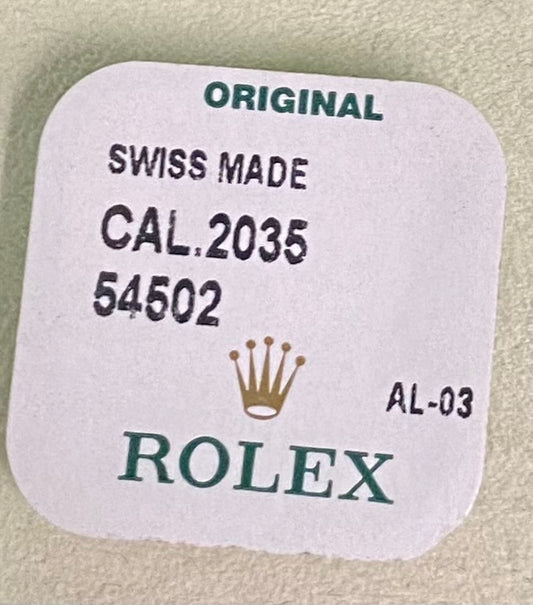 ORIGINAL
SWISS MADE
CAL.2035
54502
AL-03
ROLEX